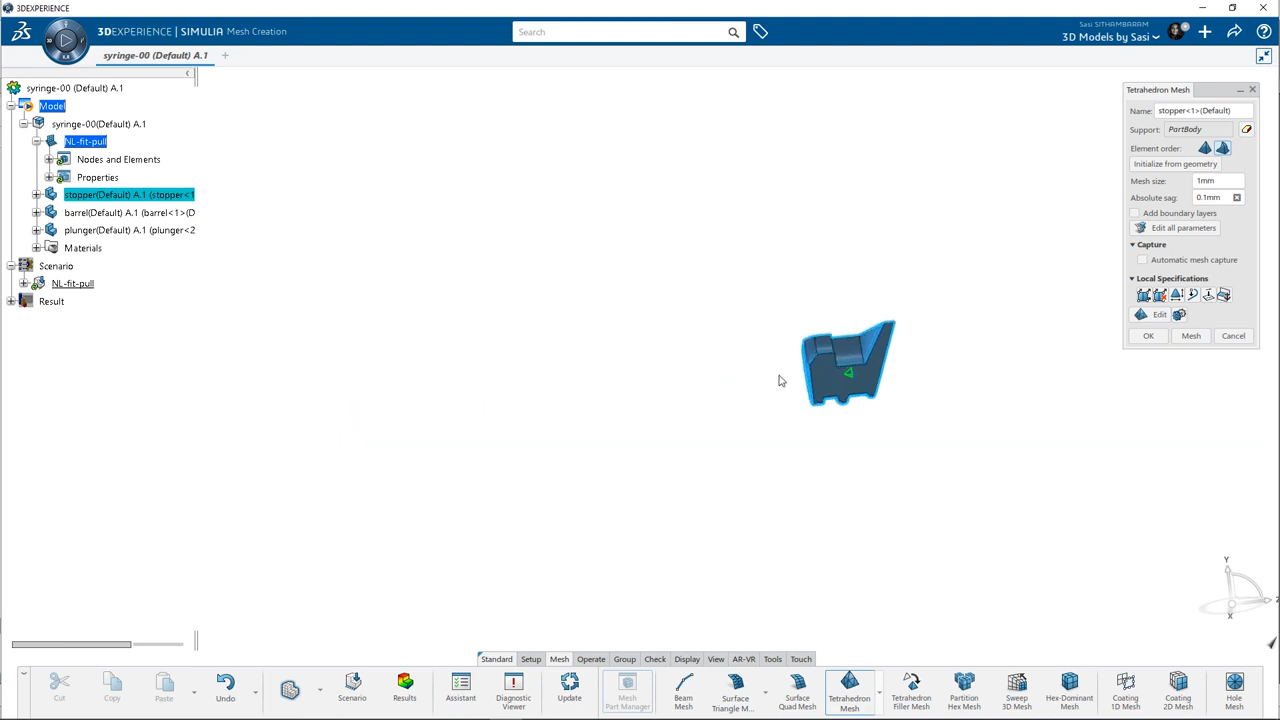 3DEXPERIENCE
3DEXPERIENCE | SIMULIA Mesh Creation
Search
Sasi SITHAMBARAM
3D Models by Sasi
syringe-00 (Default) A.1
syringe-00 (Default) A.1
Model
syringe-00(Default) A.1
NL-fit-pull
Nodes and Elements
Properties
stopper(Default) A.1 (stopper<1
barrel(Default) A.1 (barrel<1>(D
plunger(Default) A.1 (plunger<2
Materials
Scenario
NL-fit-pull
Result
Tetrahedron Mesh
Name: stopper<1>(Default)
Support: PartBody
Element order:
Initialize from geometry
Mesh size: 1mm
Absolute sag: 0.1mm
Add boundary layers
Edit all parameters
Capture
Automatic mesh capture
Local Specifications
Edit
OK Mesh Cancel
Y
X
Standard Setup Mesh Operate Group Check Display View AR-VR Tools Touch
Cut
Copy
Paste
Undo
Scenario
Results
Assistant
Diagnostic Viewer
Update
Mesh Part Manager
Beam Mesh
Surface Triangle M...
Surface Quad Mesh
Tetrahedron Mesh
Tetrahedron Filler Mesh
Partition Hex Mesh
Sweep 3D Mesh
Hex-Dominant Mesh
Coating 1D Mesh
Coating 2D Mesh
Hole Mesh